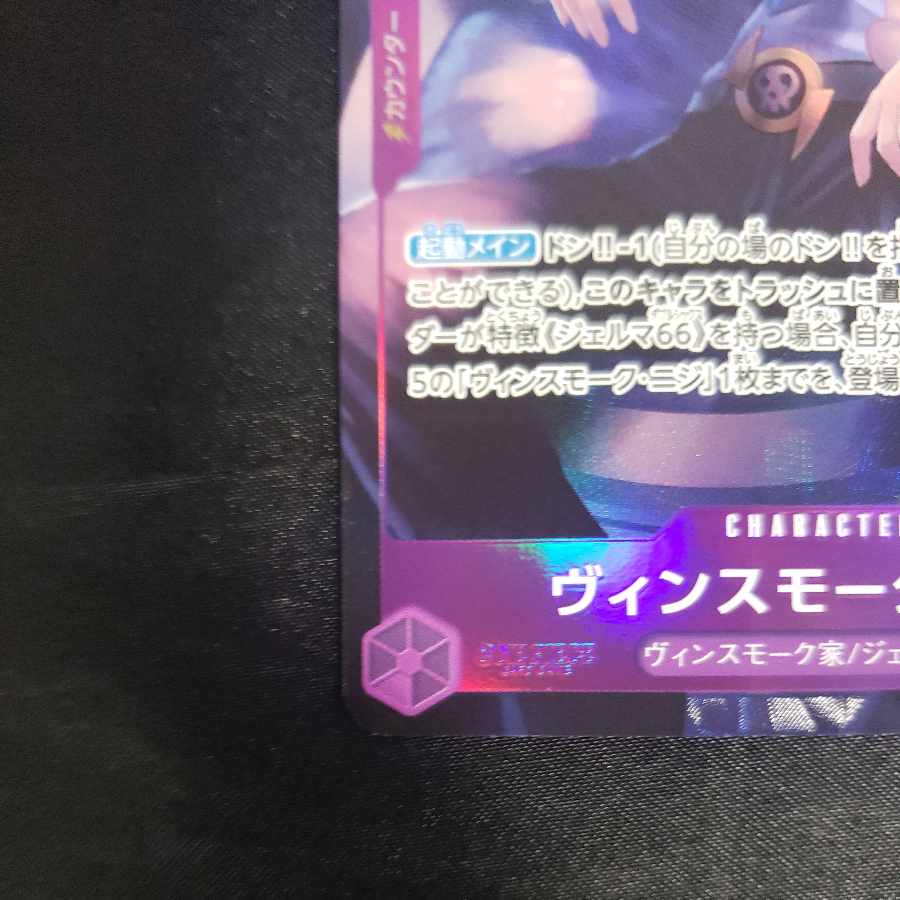 カウンター
起動メイン ドン!!-1(自分の場のドン!!を
ことができる),このキャラをトラッシュに置
ダーが特徴《ジェルマ66》を持つ場合、自分
5の「ヴィンスモーク・ニジ」1枚までを、登場
CHARACTE
ヴィンスモー
ヴィンスモーク家/ジェ